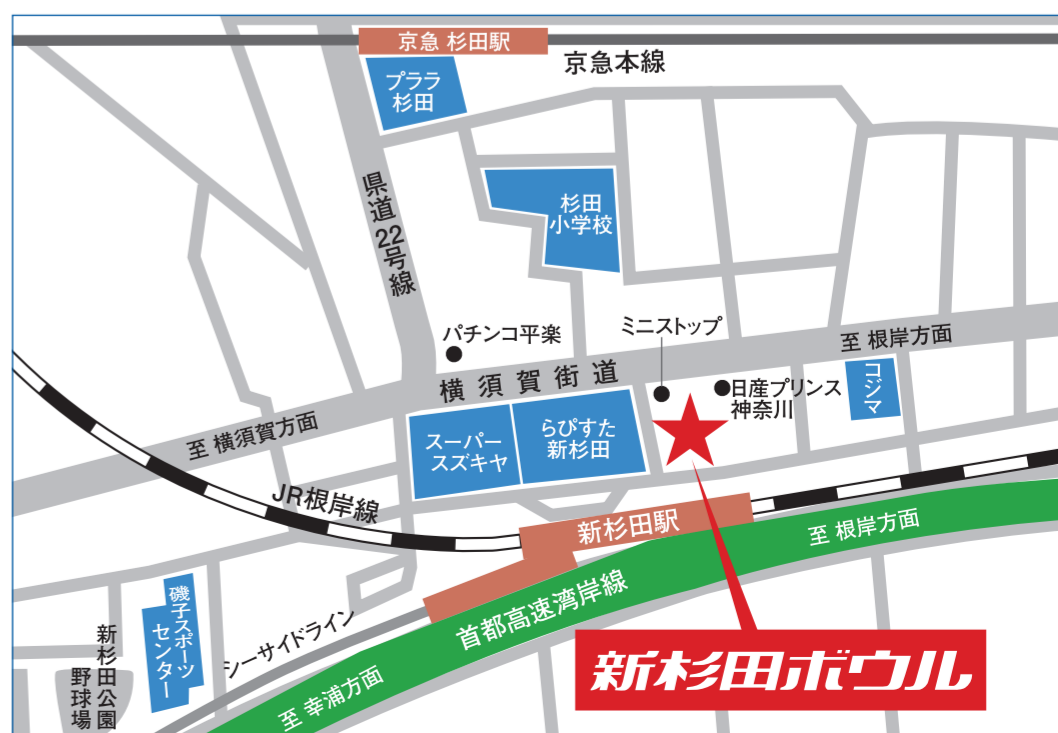 京急 杉田駅
京急本線
プララ
杉田
県道22号線
杉田
小学校
パチンコ平楽
ミニストップ
至 根岸方面
横須賀街道
日産プリンス
神奈川
コジマ
至 横須賀方面
スーパー
スズキヤ
らぴすた
新杉田
JR根岸線
新杉田駅
至 根岸方面
首都高速湾岸線
磯子スポーツ
センター
シーサイドライン
新杉田公園
野球場
至 幸浦方面
新杉田ボウル